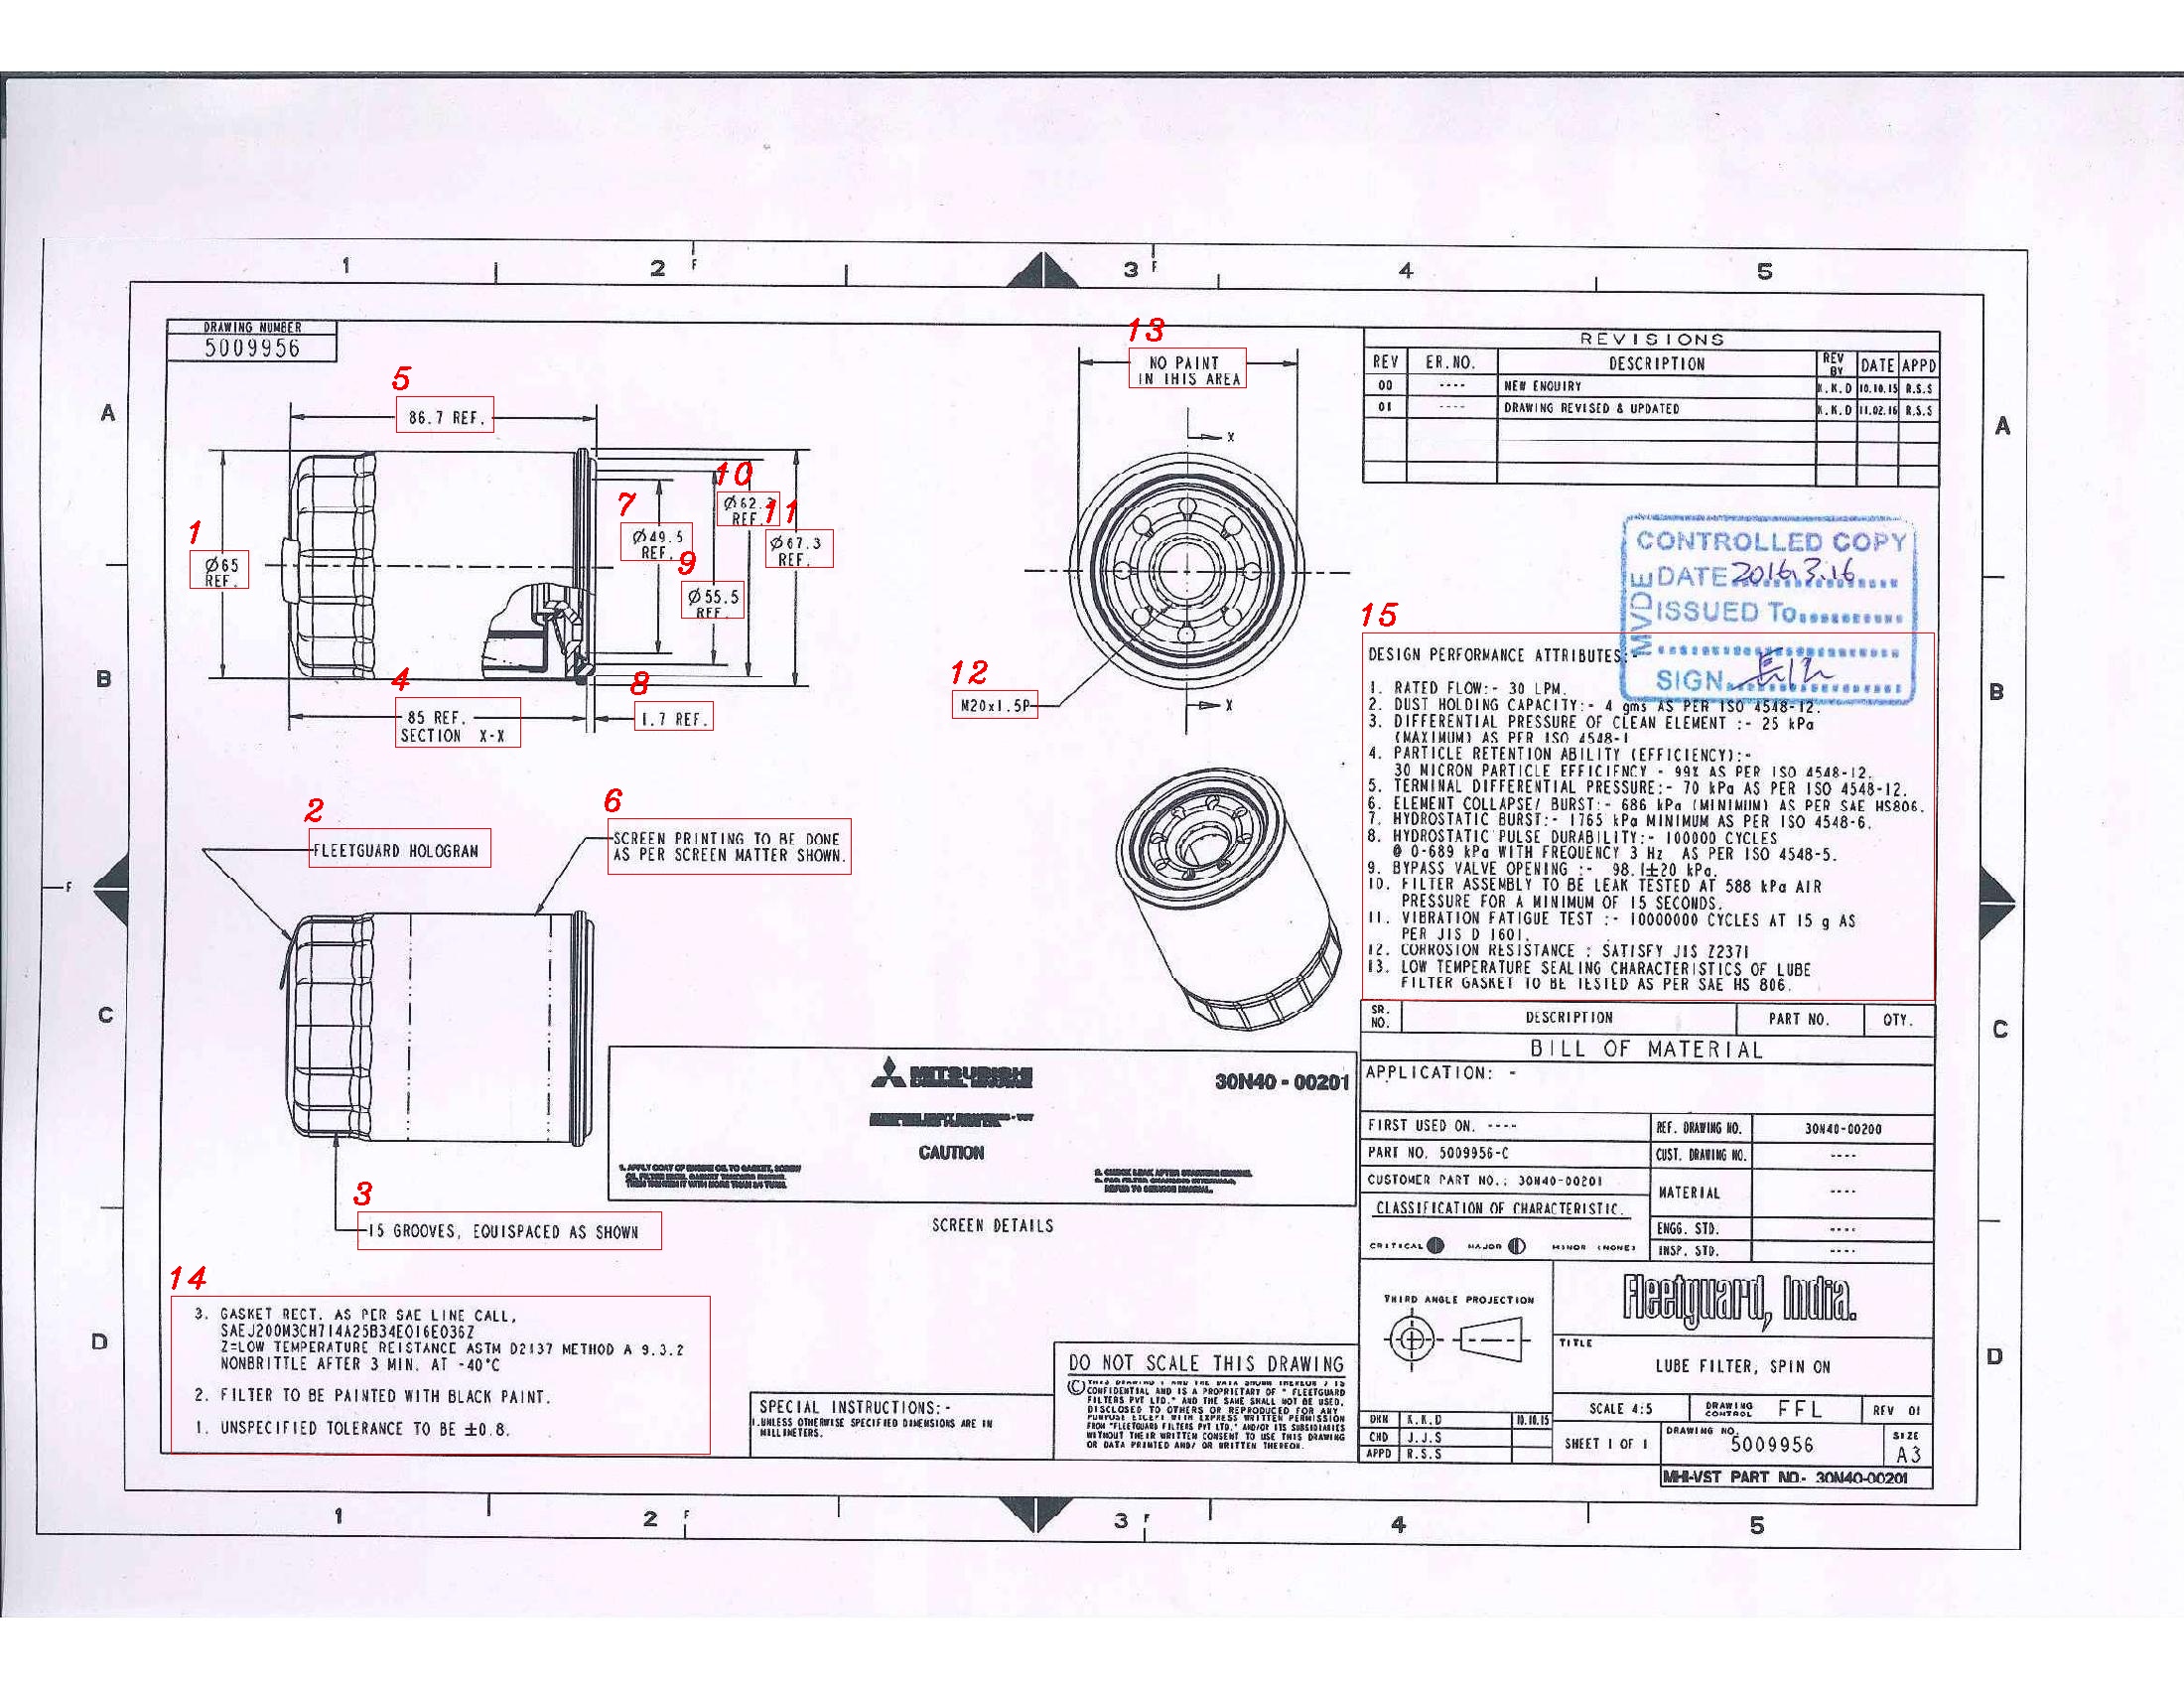 1 2 F 3 F 4 5
DRAWING NUMBER
5009956
13
NO PAINT
IN THIS AREA
REVISIONS
REV ER.NO. DESCRIPTION REV BY DATE APPD
00 ---- NEW ENQUIRY K.K.D 10.10.15 R.S.S
01 ---- DRAWING REVISED & UPDATED K.K.D 11.02.16 R.S.S
5
86.7 REF.
A A
X
10
Ø62.
REF.
7
Ø49.5
REF.
11
Ø67.3
REF.
1
Ø65
REF.
9
Ø55.5
REF.
CONTROLLED COPY
DATE 2016.3.16
ISSUED To
SIGN
MVDE
4
85 REF.
SECTION X-X
8
1.7 REF.
12
M20x1.5P
X
B B
15
DESIGN PERFORMANCE ATTRIBUTES:-
1. RATED FLOW:- 30 LPM.
2. DUST HOLDING CAPACITY:- 4 gms AS PER ISO 4548-12.
3. DIFFERENTIAL PRESSURE OF CLEAN ELEMENT :- 25 kPa
(MAXIMUM) AS PER ISO 4548-1
4. PARTICLE RETENTION ABILITY (EFFICIENCY):-
30 MICRON PARTICLE EFFICIENCY - 99% AS PER ISO 4548-12.
5. TERMINAL DIFFERENTIAL PRESSURE:- 70 kPa AS PER ISO 4548-12.
6. ELEMENT COLLAPSE/ BURST:- 686 kPa (MINIMUM) AS PER SAE HS806.
7. HYDROSTATIC BURST:- 1765 kPa MINIMUM AS PER ISO 4548-6.
8. HYDROSTATIC PULSE DURABILITY:- 100000 CYCLES
@ 0-689 kPa WITH FREQUENCY 3 Hz AS PER ISO 4548-5.
9. BYPASS VALVE OPENING :- 98.1±20 kPa.
10. FILTER ASSEMBLY TO BE LEAK TESTED AT 588 kPa AIR
PRESSURE FOR A MINIMUM OF 15 SECONDS.
11. VIBRATION FATIGUE TEST :- 10000000 CYCLES AT 15 g AS
PER JIS D 1601.
12. CORROSION RESISTANCE : SATISFY JIS Z2371
13. LOW TEMPERATURE SEALING CHARACTERISTICS OF LUBE
FILTER GASKET TO BE TESTED AS PER SAE HS 806.
2
FLEETGUARD HOLOGRAM
6
SCREEN PRINTING TO BE DONE
AS PER SCREEN MATTER SHOWN.
F
C C
3
15 GROOVES, EQUISPACED AS SHOWN
MITSUBISHI
30N40 - 00201
CAUTION
1. APPLY COAT OF ENGINE OIL TO GASKET, SCREW
2. CHECK LEAK AFTER STARTING ENGINE.
REFER TO SERVICE MANUAL.
SCREEN DETAILS
SR. NO. DESCRIPTION PART NO. QTY.
BILL OF MATERIAL
APPLICATION: -
FIRST USED ON. ----
REF. DRAWING NO. 30N40-00200
PART NO. 5009956-C
CUST. DRAWING NO. ----
CUSTOMER PART NO.: 30N40-00201
MATERIAL ----
CLASSIFICATION OF CHARACTERISTIC.
ENGG. STD. ----
CRITICAL MAJOR MINOR (NONE)
INSP. STD. ----
THIRD ANGLE PROJECTION
Fleetguard, India.
TITLE
LUBE FILTER, SPIN ON
SCALE 4:5 DRAWING CONTROL FFL REV 01
DRN K.K.D 10.10.15
CHD J.J.S
APPD R.S.S
SHEET 1 OF 1
DRAWING NO.
5009956
SIZE
A3
MHI-VST PART NO.- 30N40-00201
D D
14
3. GASKET RECT. AS PER SAE LINE CALL,
SAEJ200M3CH714A25B34EO16EO36Z
Z=LOW TEMPERATURE REISTANCE ASTM D2137 METHOD A 9.3.2
NONBRITTLE AFTER 3 MIN. AT -40°C
2. FILTER TO BE PAINTED WITH BLACK PAINT.
1. UNSPECIFIED TOLERANCE TO BE ±0.8.
SPECIAL INSTRUCTIONS:-
1.UNLESS OTHERWISE SPECIFIED DIMENSIONS ARE IN
MILLIMETERS.
DO NOT SCALE THIS DRAWING
© THIS DRAWING AND THE DATA SHOWN THEREON IS
CONFIDENTIAL AND IS A PROPRIETARY OF " FLEETGUARD
FILTERS PVT LTD." AND THE SAME SHALL NOT BE USED,
DISCLOSED TO OTHERS OR REPRODUCED FOR ANY
PURPOSE EXCEPT WITH EXPRESS WRITTEN PERMISSION
FROM "FLEETGUARD FILTERS PVT LTD." AND/OR ITS SUBSIDIARIES
WITHOUT THEIR WRITTEN CONSENT TO USE THIS DRAWING
OR DATA PRINTED AND/ OR WRITTEN THEREON.
1 2 F 3 F 4 5